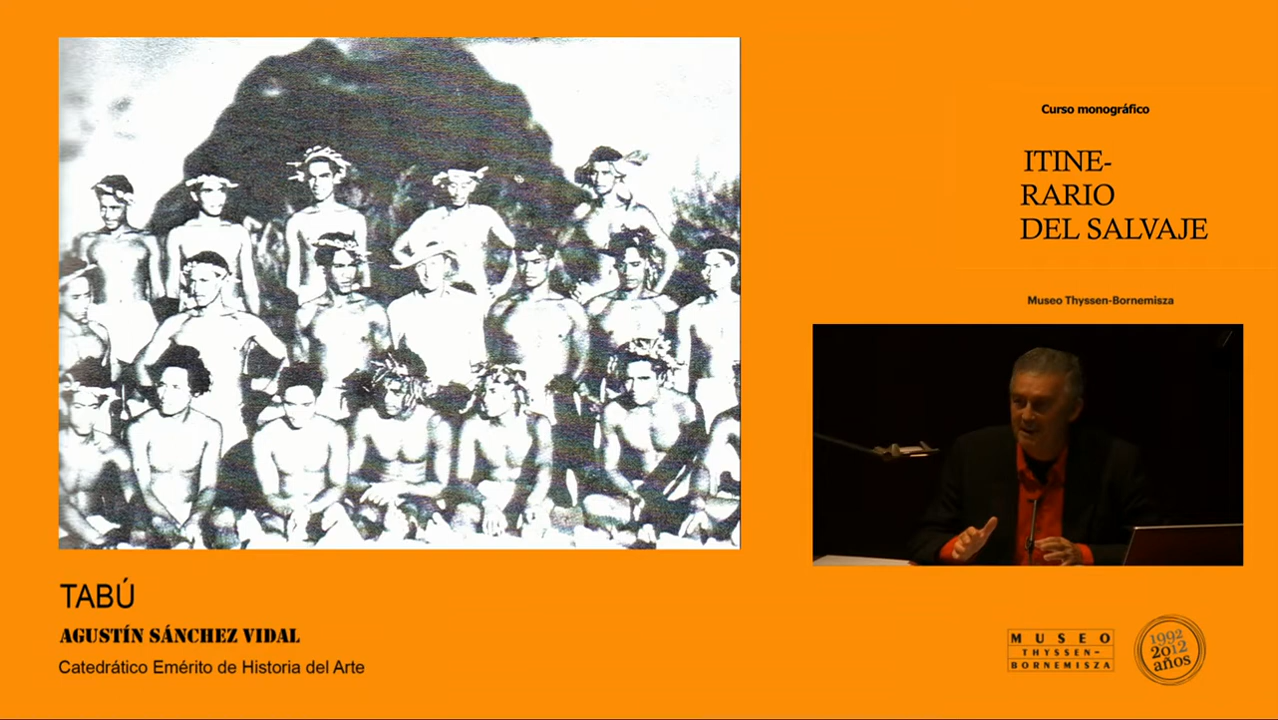 Curso monográfico
ITINE-
RARIO
DEL SALVAJE
Museo Thyssen-Bornemisza
TABÚ
AGUSTÍN SÁNCHEZ VIDAL
Catedrático Emérito de Historia del Arte
MUSEO
THYSSEN-
BORNEMISZA
1992
2012
años